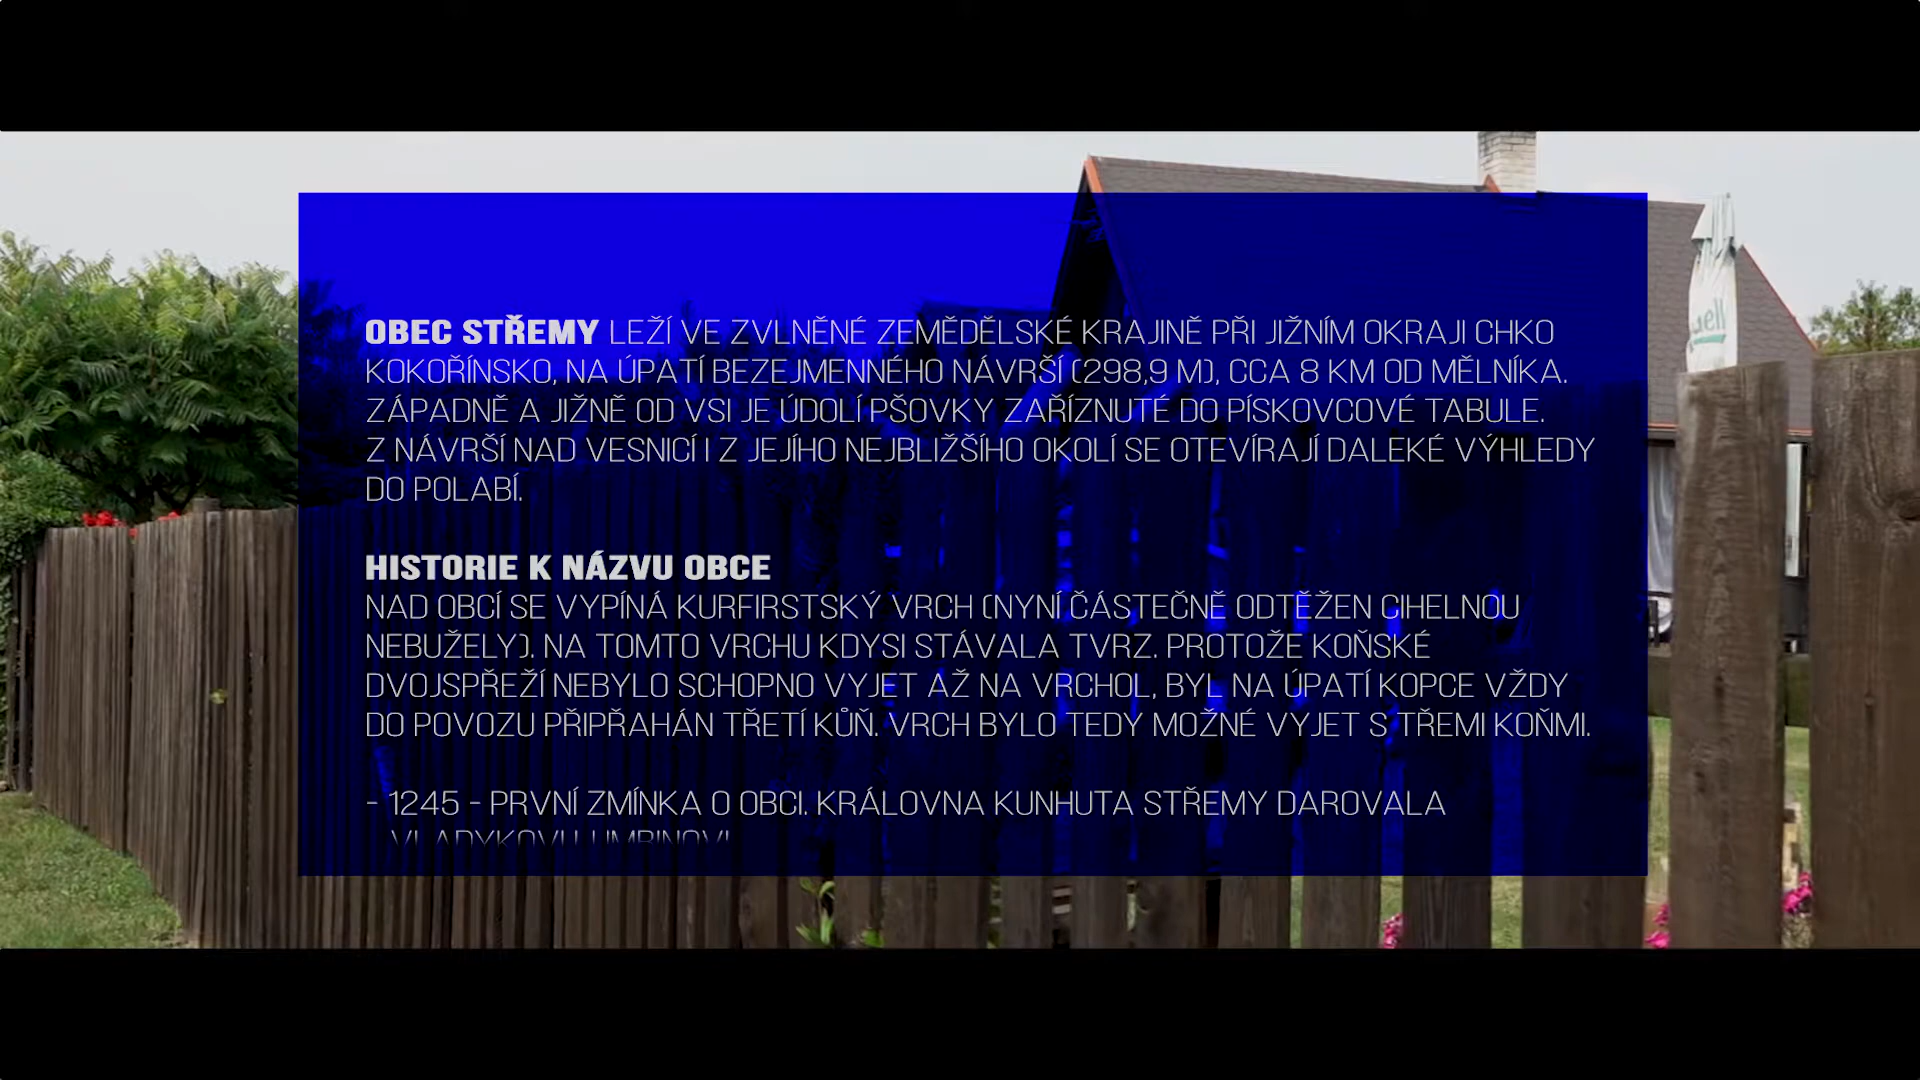 OBEC STŘEMY LEŽÍ VE ZVLNĚNÉ ZEMĚDĚLSKÉ KRAJINĚ PŘI JIŽNÍM OKRAJI CHKO
KOKOŘÍNSKO, NA ÚPATÍ BEZEJMENNÉHO NÁVRŠÍ (298,9 M), CCA 8 KM OD MĚLNÍKA.
ZÁPADNĚ A JIŽNĚ OD VSI JE ÚDOLÍ PŠOVKY ZAŘÍZNUTÉ DO PÍSKOVCOVÉ TABULE.
Z NÁVRŠÍ NAD VESNICÍ I Z JEJÍHO NEJBLIŽŠÍHO OKOLÍ SE OTEVÍRAJÍ DALEKÉ VÝHLEDY
DO POLABÍ.
HISTORIE K NÁZVU OBCE
NAD OBCÍ SE VYPÍNÁ KURFIRSTSKÝ VRCH (NYNÍ ČÁSTEČNĚ ODTĚŽEN CIHELNOU
NEBUŽELY). NA TOMTO VRCHU KDYSI STÁVALA TVRZ. PROTOŽE KOŇSKÉ
DVOJSPŘEŽÍ NEBYLO SCHOPNO VYJET AŽ NA VRCHOL, BYL NA ÚPATÍ KOPCE VŽDY
DO POVOZU PŘIPŘAHÁN TŘETÍ KŮŇ. VRCH BYLO TEDY MOŽNÉ VYJET S TŘEMI KOŇMI.
- 1245 - PRVNÍ ZMÍNKA O OBCI. KRÁLOVNA KUNHUTA STŘEMY DAROVALA